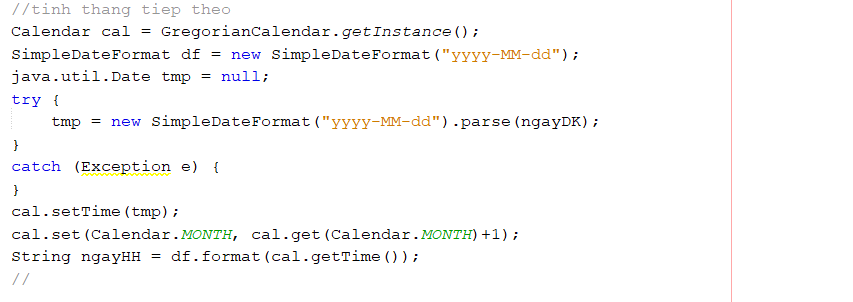 //tinh thang tiep theo
Calendar cal = GregorianCalendar.getInstance();
SimpleDateFormat df = new SimpleDateFormat("yyyy-MM-dd");
java.util.Date tmp = null;
try {
    tmp = new SimpleDateFormat("yyyy-MM-dd").parse(ngayDK);
}
catch (Exception e) {
}
cal.setTime(tmp);
cal.set(Calendar.MONTH, cal.get(Calendar.MONTH)+1);
String ngayHH = df.format(cal.getTime());
//